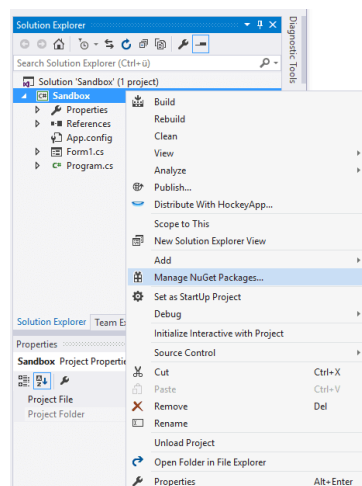 Solution Explorer
Search Solution Explorer (Ctrl+ü)
Solution 'Sandbox' (1 project)
C# Sandbox
Properties
References
App.config
Form1.cs
C# Program.cs
Solution Explorer Team E
Properties
Sandbox Project Propertie
Project File
Project Folder
Build
Rebuild
Clean
View
Analyze
Publish...
Distribute With HockeyApp...
Scope to This
New Solution Explorer View
Add
Manage NuGet Packages...
Set as StartUp Project
Debug
Initialize Interactive with Project
Source Control
Cut Ctrl+X
Paste Ctrl+V
Remove Del
Rename
Unload Project
Open Folder in File Explorer
Properties Alt+Enter
Diagnostic Tools